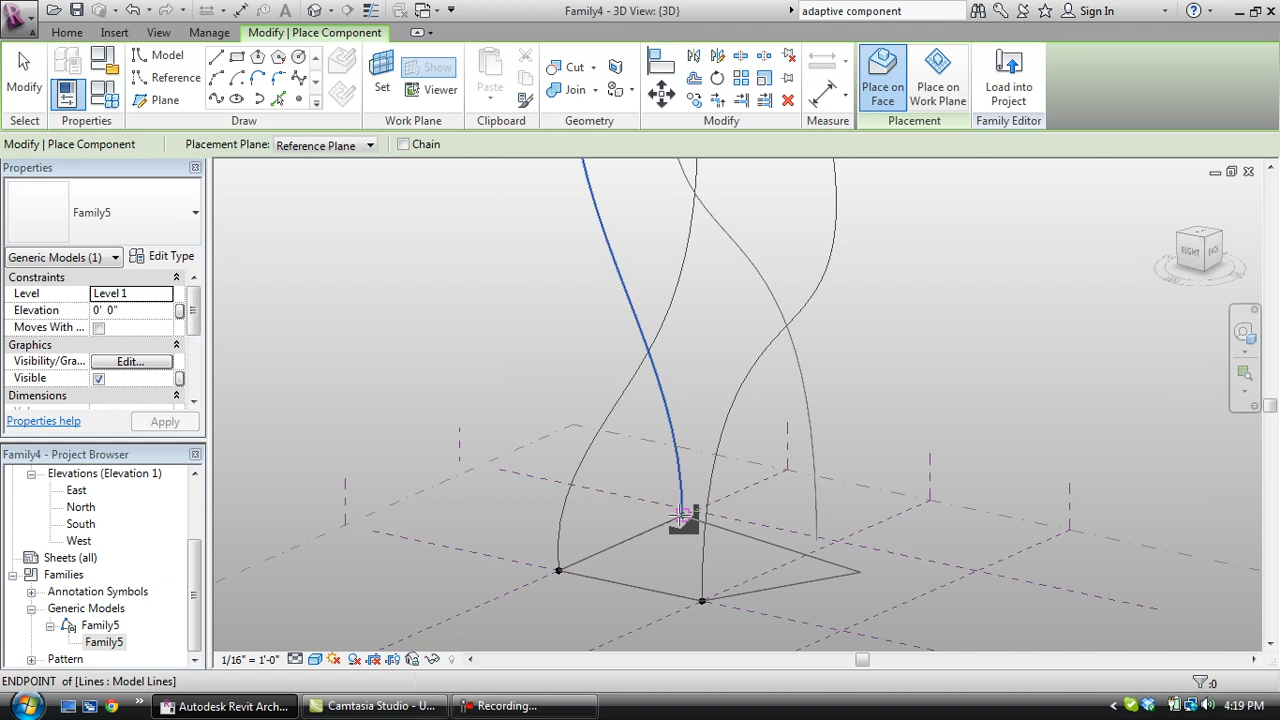 Family4 - 3D View: {3D}
adaptive component
Sign In
Home
Insert
View
Manage
Modify | Place Component
Modify
Select
Properties
Model
Reference
Plane
Draw
Set
Show
Viewer
Work Plane
Paste
Clipboard
Cut
Join
Geometry
Modify
Measure
Place on Face
Place on Work Plane
Placement
Load into Project
Family Editor
Modify | Place Component
Placement Plane: Reference Plane
Chain
Properties
Family5
Generic Models (1)
Edit Type
Constraints
Level
Level 1
Elevation
0' 0"
Moves With ...
Graphics
Visibility/Gra...
Edit...
Visible
Dimensions
Properties help
Apply
Family4 - Project Browser
Elevations (Elevation 1)
East
North
South
West
Sheets (all)
Families
Annotation Symbols
Generic Models
Family5
Family5
Pattern
RIGHT
1/16" = 1'-0"
ENDPOINT of [Lines : Model Lines]
:0
Autodesk Revit Arch...
Camtasia Studio - U...
Recording...
4:19 PM